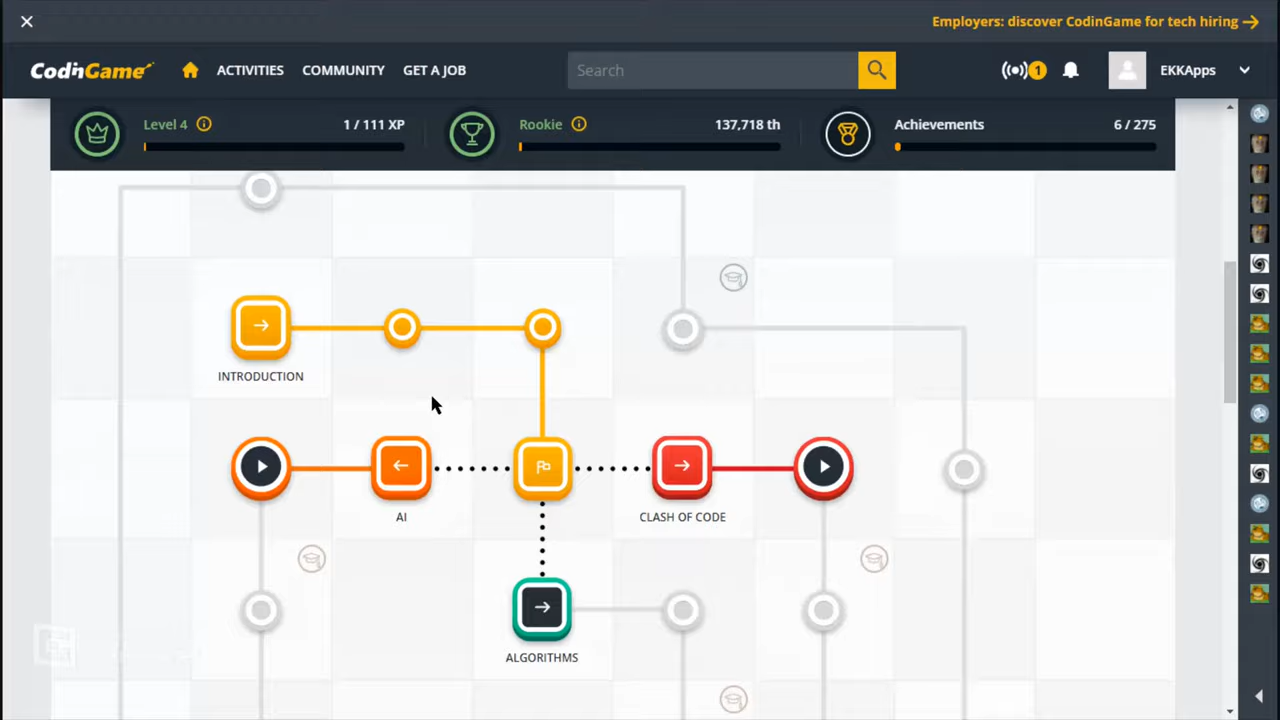 Employers: discover CodinGame for tech hiring
CodinGame
ACTIVITIES
COMMUNITY
GET A JOB
Search
1
EKKApps
Level 4
1 / 111 XP
Rookie
137,718 th
Achievements
6 / 275
INTRODUCTION
AI
CLASH OF CODE
ALGORITHMS